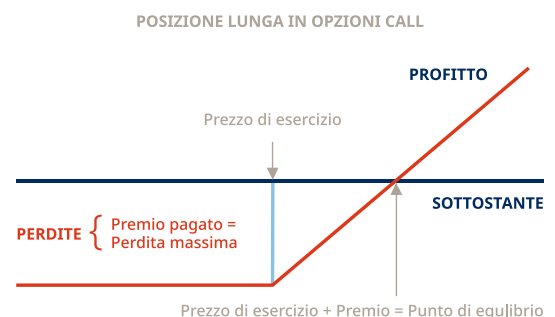 POSIZIONE LUNGA IN OPZIONI CALL
PROFITTO
Prezzo di esercizio
SOTTOSTANTE
PERDITE
Premio pagato =
Perdita massima
Prezzo di esercizio + Premio = Punto di equlibrio